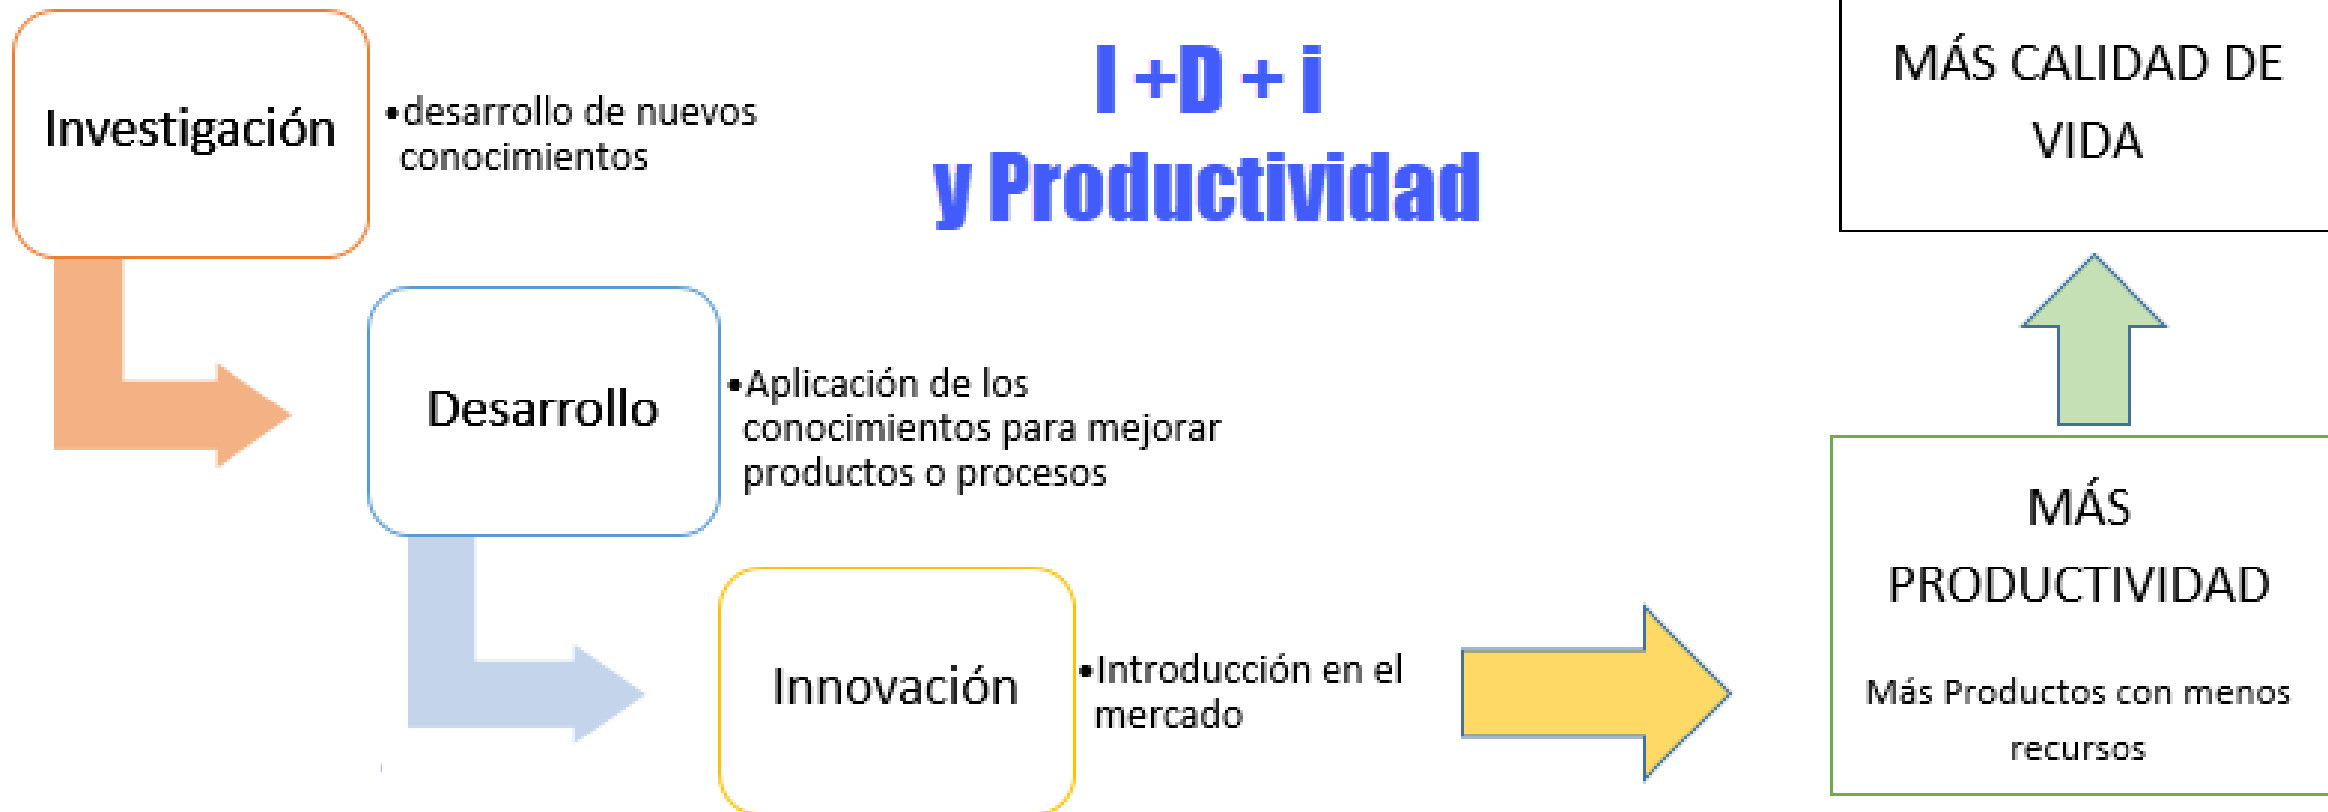 I +D + i
y Productividad
Investigación
•desarrollo de nuevos
conocimientos
Desarrollo
•Aplicación de los
conocimientos para mejorar
productos o procesos
Innovación
•Introducción en el
mercado
MÁS CALIDAD DE
VIDA
MÁS
PRODUCTIVIDAD
Más Productos con menos
recursos